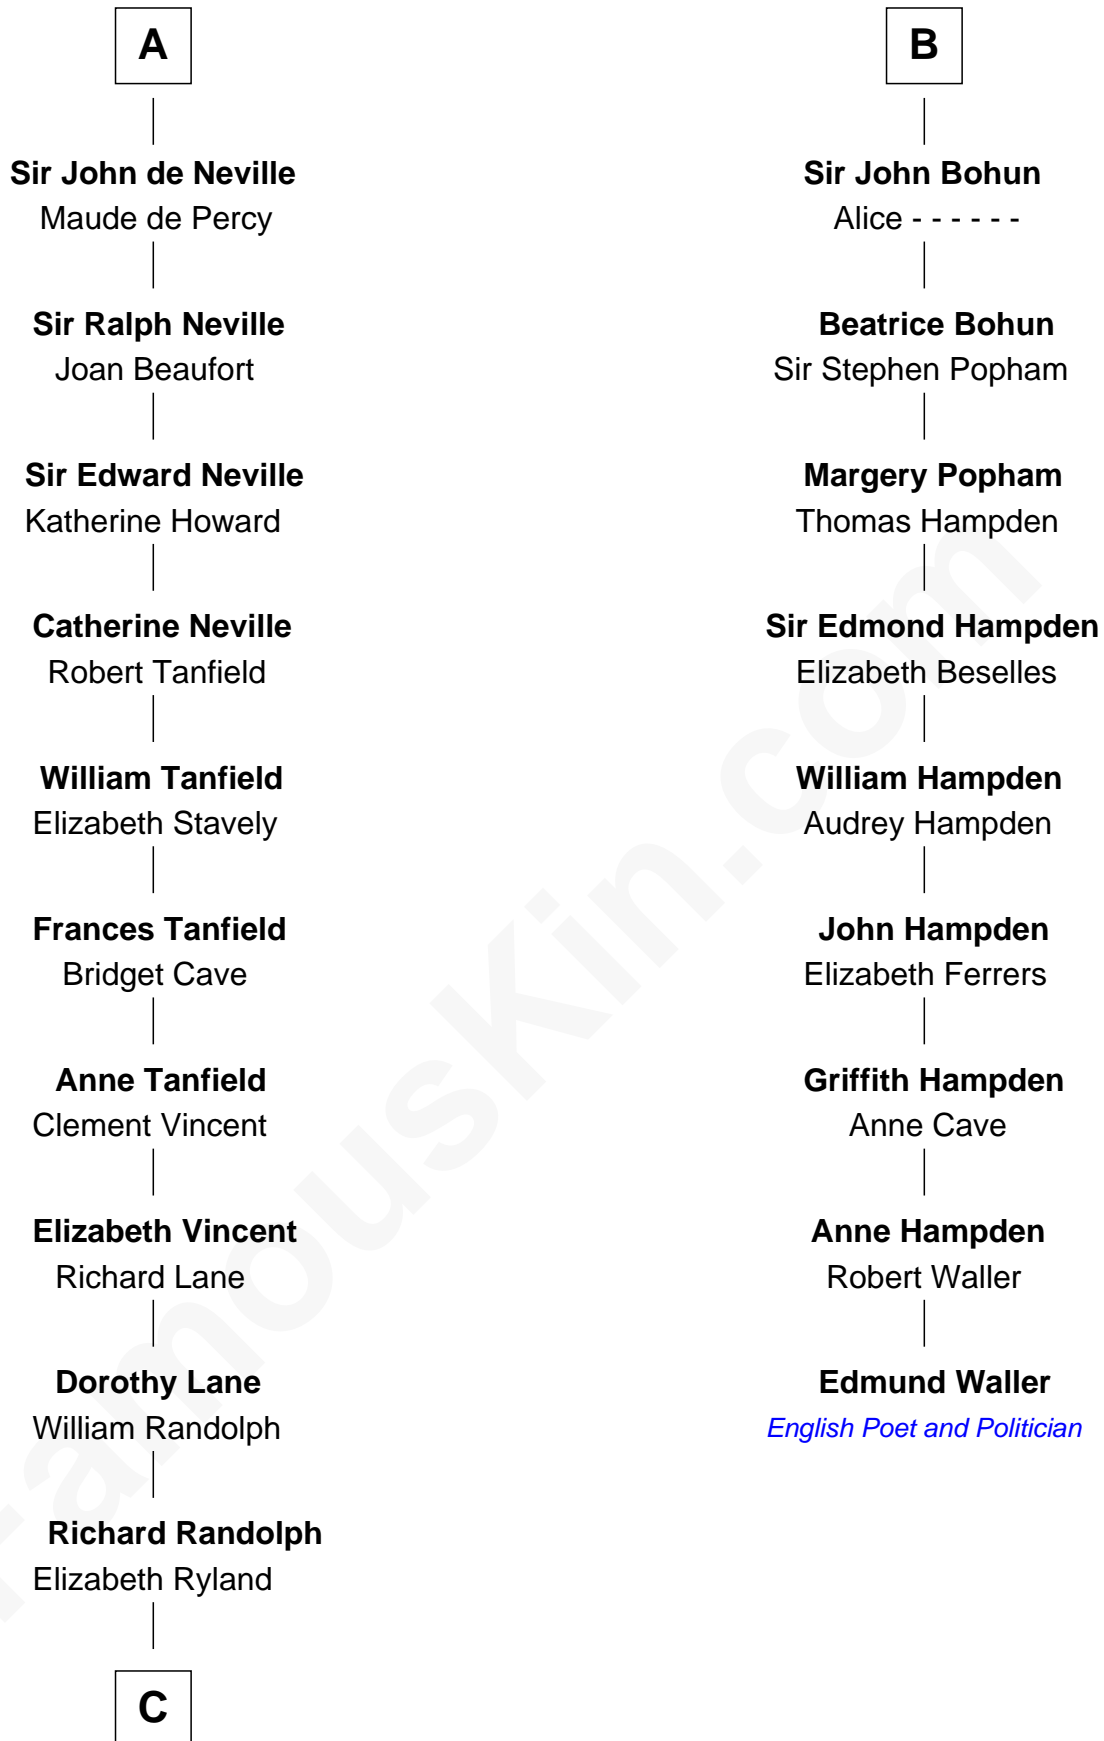 A
Sir John de Neville
Maude de Percy
Sir Ralph Neville
Joan Beaufort
Sir Edward Neville
Katherine Howard
Catherine Neville
Robert Tanfield
William Tanfield
Elizabeth Stavely
Frances Tanfield
Bridget Cave
Anne Tanfield
Clement Vincent
Elizabeth Vincent
Richard Lane
Dorothy Lane
William Randolph
Richard Randolph
Elizabeth Ryland
C
B
Sir John Bohun
Alice - - - - - -
Beatrice Bohun
Sir Stephen Popham
Margery Popham
Thomas Hampden
Sir Edmond Hampden
Elizabeth Beselles
William Hampden
Audrey Hampden
John Hampden
Elizabeth Ferrers
Griffith Hampden
Anne Cave
Anne Hampden
Robert Waller
Edmund Waller
English Poet and Politician
FamousKin.com